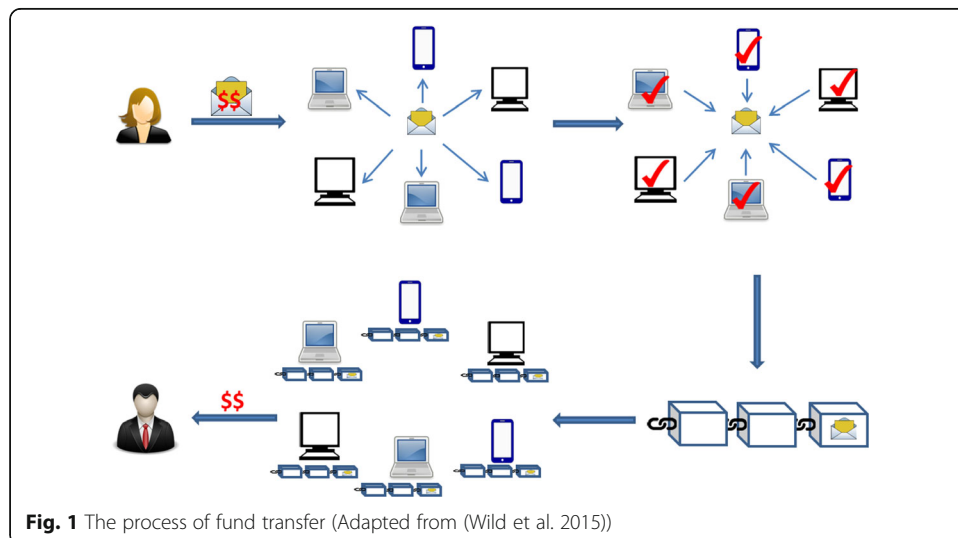 $$
$$
Fig. 1 The process of fund transfer (Adapted from (Wild et al. 2015))